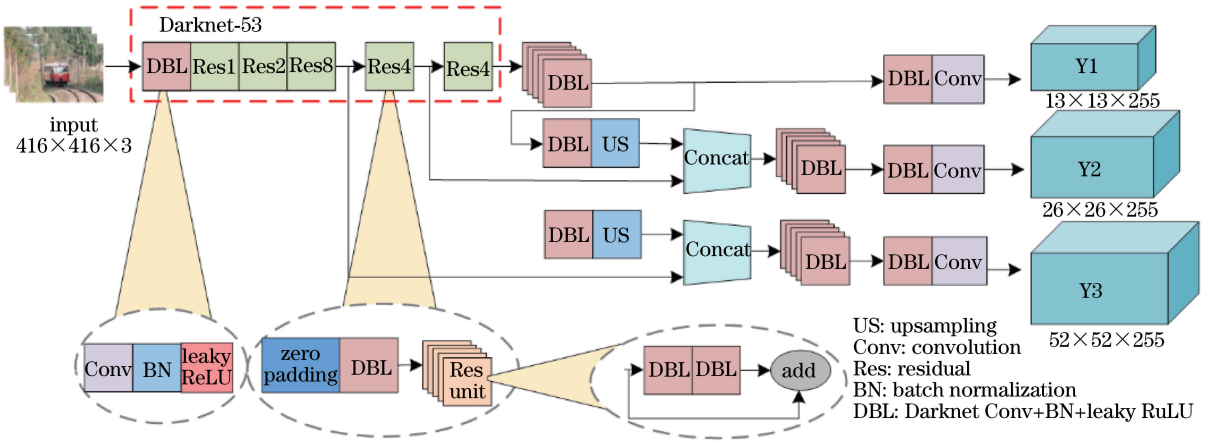 Darknet-53
DBL Res1 Res2 Res8 Res4 Res4
DBL
DBL Conv
Y1
13×13×255
input
416×416×3
DBL US
Concat
DBL
DBL Conv
Y2
26×26×255
DBL US
Concat
DBL
DBL Conv
Y3
52×52×255
Conv BN leaky
ReLU
zero
padding
DBL
Res
unit
DBL DBL
add
US: upsampling
Conv: convolution
Res: residual
BN: batch normalization
DBL: Darknet Conv+BN+leaky RuLU